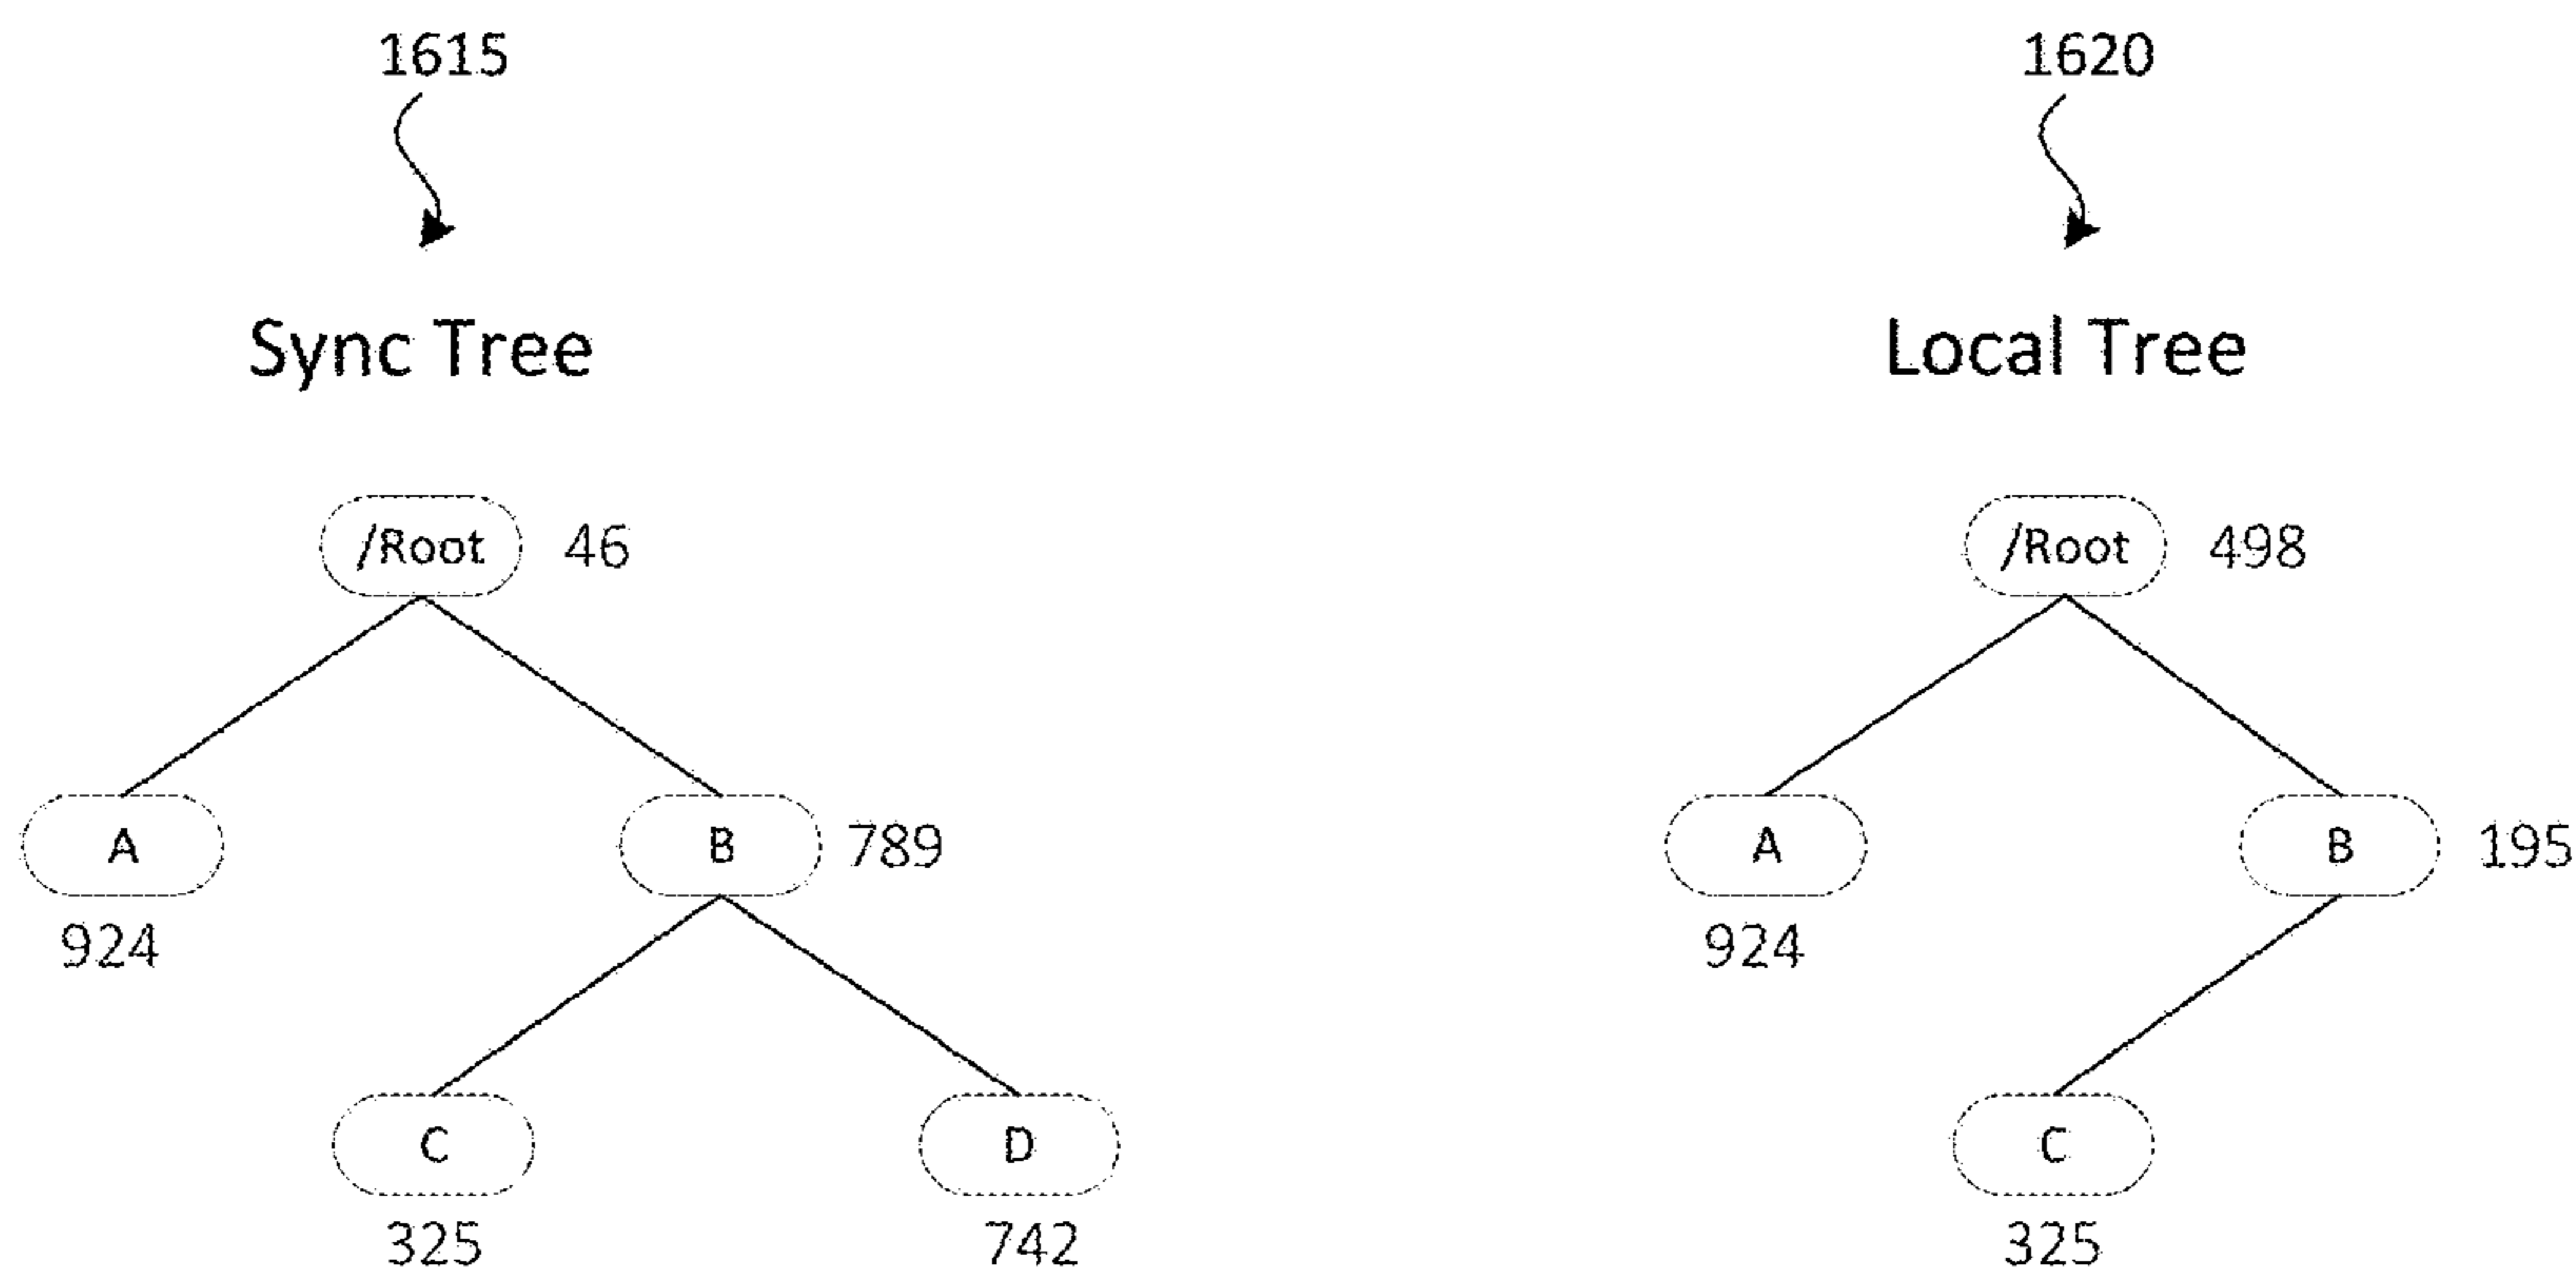 1615
Sync Tree
/Root 46
A
B 789
924
C
D
325
742
1620
Local Tree
/Root 498
A
B 195
924
C
325